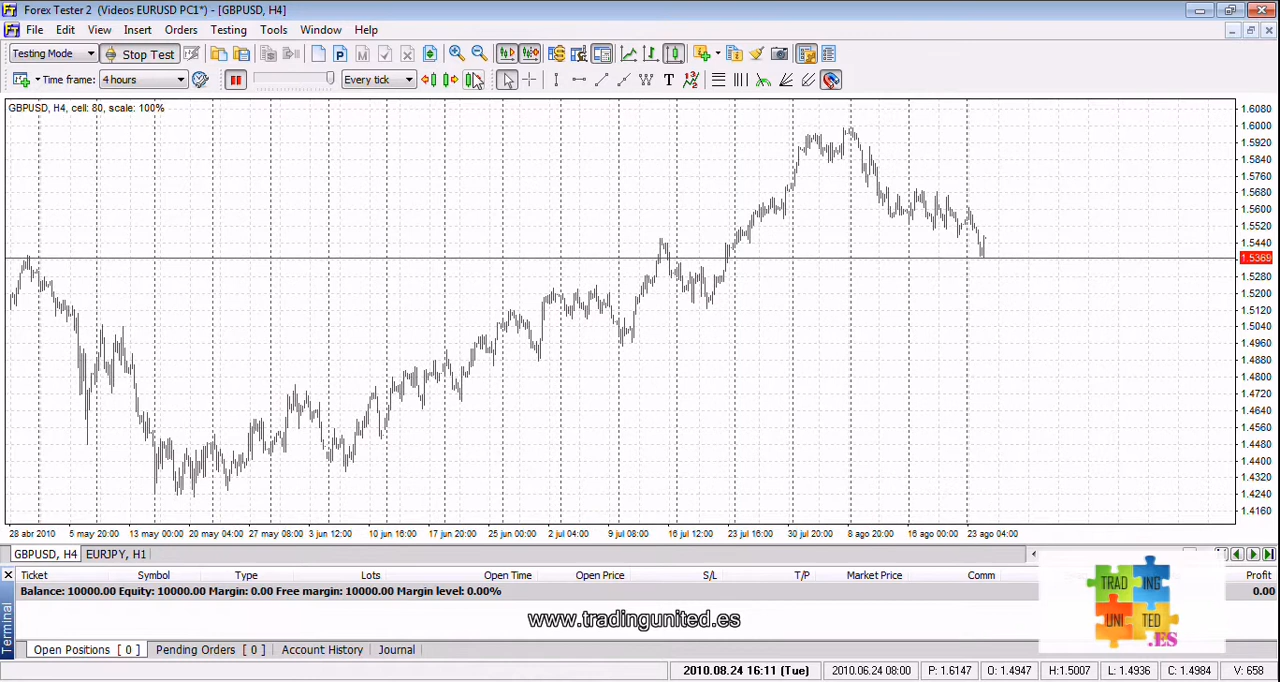 Forex Tester 2 (Videos EURUSD PC1*) - [GBPUSD, H4]
File Edit View Insert Orders Testing Tools Window Help
Testing Mode Stop Test
Time frame: 4 hours Every tick
GBPUSD, H4, cell: 80, scale: 100%
1.6080
1.6000
1.5920
1.5840
1.5760
1.5680
1.5600
1.5520
1.5440
1.5369
1.5280
1.5200
1.5120
1.5040
1.4960
1.4880
1.4800
1.4720
1.4640
1.4560
1.4480
1.4400
1.4320
1.4240
1.4160
28 abr 2010 5 may 20:00 13 may 00:00 20 may 04:00 27 may 08:00 3 jun 12:00 10 jun 16:00 17 jun 20:00 25 jun 00:00 2 jul 04:00 9 jul 08:00 16 jul 12:00 23 jul 16:00 30 jul 20:00 8 ago 20:00 16 ago 00:00 23 ago 04:00
GBPUSD, H4 EURJPY, H1
Ticket Symbol Type Lots Open Time Open Price S/L T/P Market Price Comm Profit
Balance: 10000.00 Equity: 10000.00 Margin: 0.00 Free margin: 10000.00 Margin level: 0.00% 0.00
www.tradingunited.es
TRAD ING
UNI TED
.ES
Terminal
Open Positions [ 0 ] Pending Orders [ 0 ] Account History Journal
2010.08.24 16:11 (Tue) 2010.06.24 08:00 P: 1.6147 O: 1.4947 H: 1.5007 L: 1.4936 C: 1.4984 V: 658